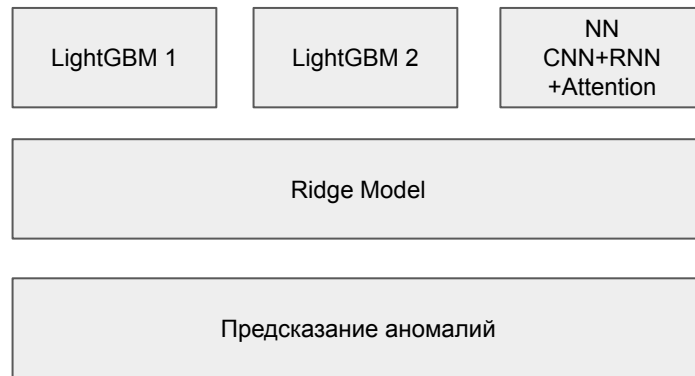 LightGBM 1
LightGBM 2
NN
CNN+RNN
+Attention
Ridge Model
Предсказание аномалий